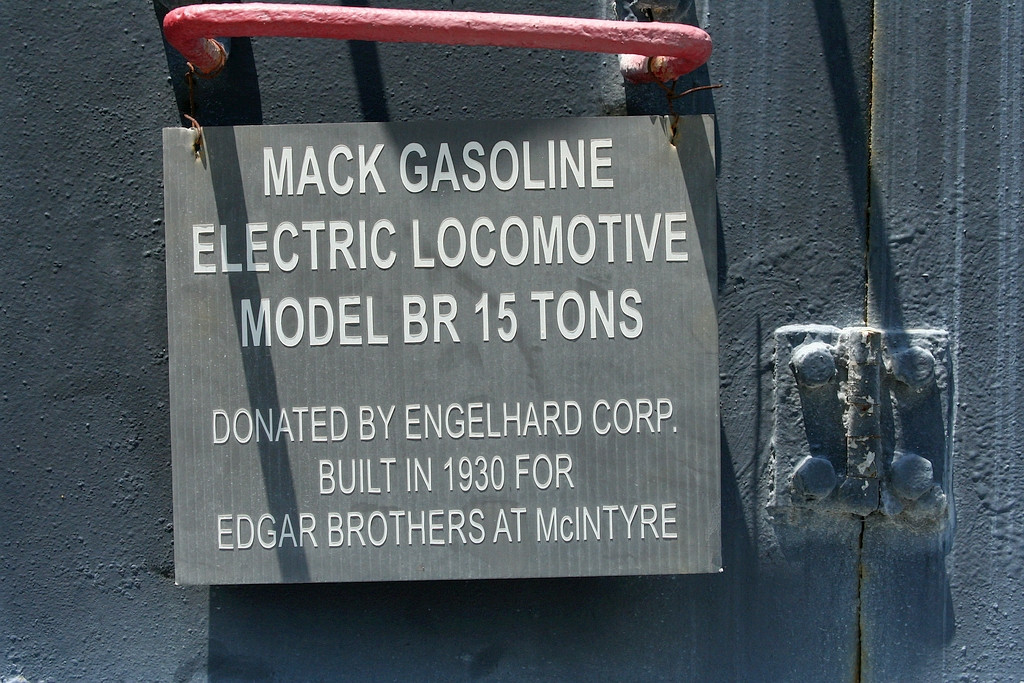 MACK GASOLINE
ELECTRIC LOCOMOTIVE
MODEL BR 15 TONS
DONATED BY ENGELHARD CORP.
BUILT IN 1930 FOR
EDGAR BROTHERS AT McINTYRE